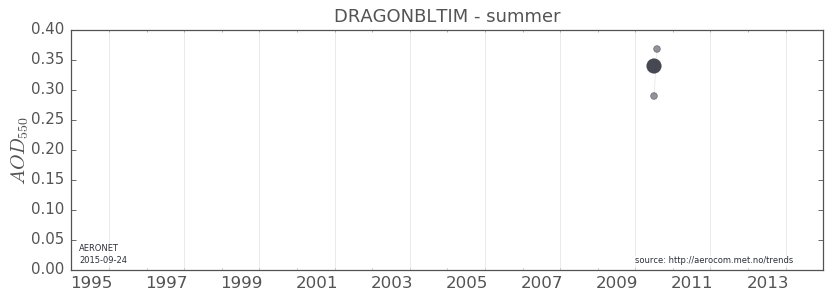 DRAGONBLTIM - summer
0.40
0.35
0.30
0.25
0.20
0.15
0.10
0.05
0.00
AOD550
AERONET
2015-09-24
source: http://aerocom.met.no/trends
1995 1997 1999 2001 2003 2005 2007 2009 2011 2013